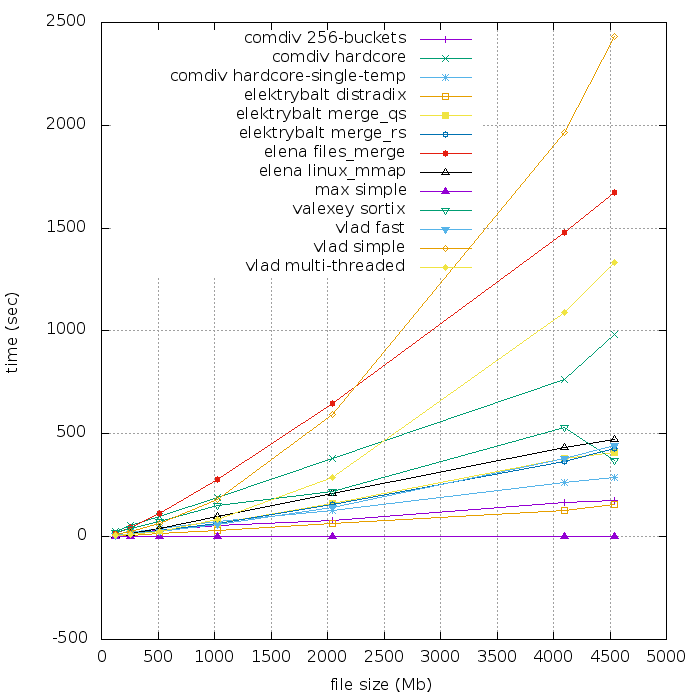 2500
2000
1500
1000
500
0
-500
time (sec)
comdiv 256-buckets
comdiv hardcore
comdiv hardcore-single-temp
elektrybalt distradix
elektrybalt merge_qs
elektrybalt merge_rs
elena files_merge
elena linux_mmap
max simple
valexey sortix
vlad fast
vlad simple
vlad multi-threaded
0 500 1000 1500 2000 2500 3000 3500 4000 4500 5000
file size (Mb)